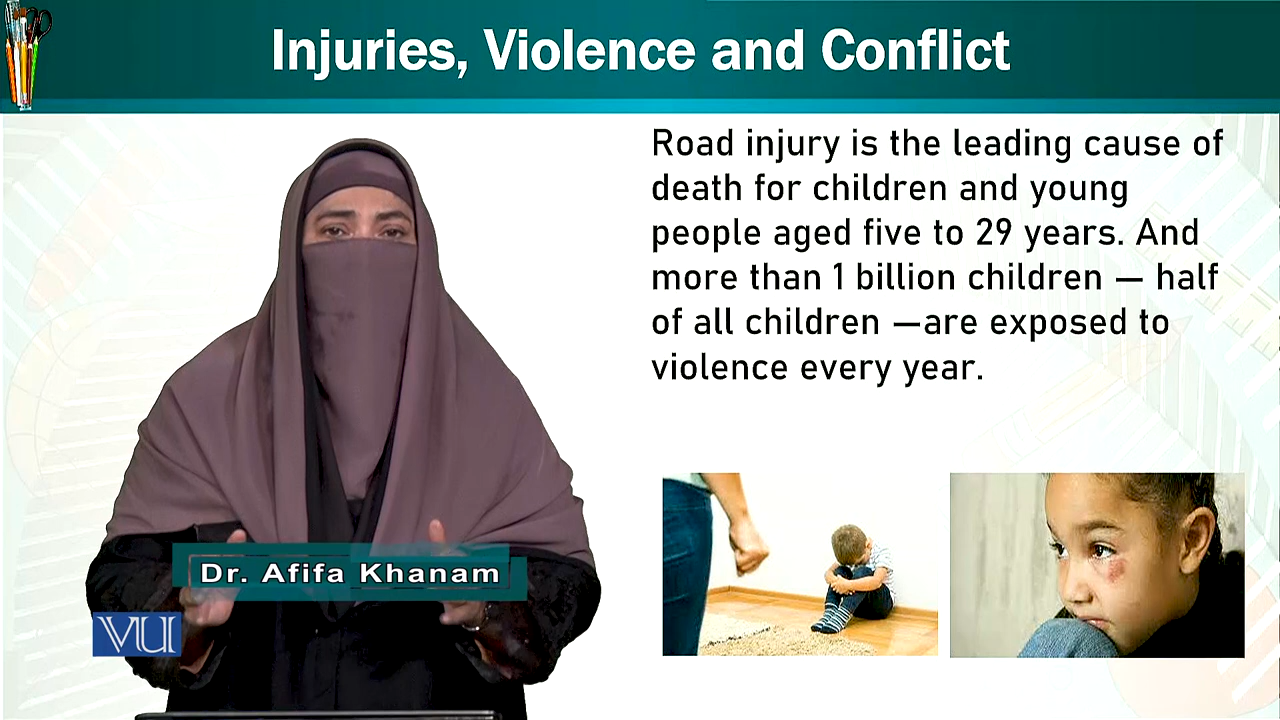 Injuries, Violence and Conflict
Road injury is the leading cause of
death for children and young
people aged five to 29 years. And
more than 1 billion children — half
of all children —are exposed to
violence every year.
Dr. Afifa Khanam
VU